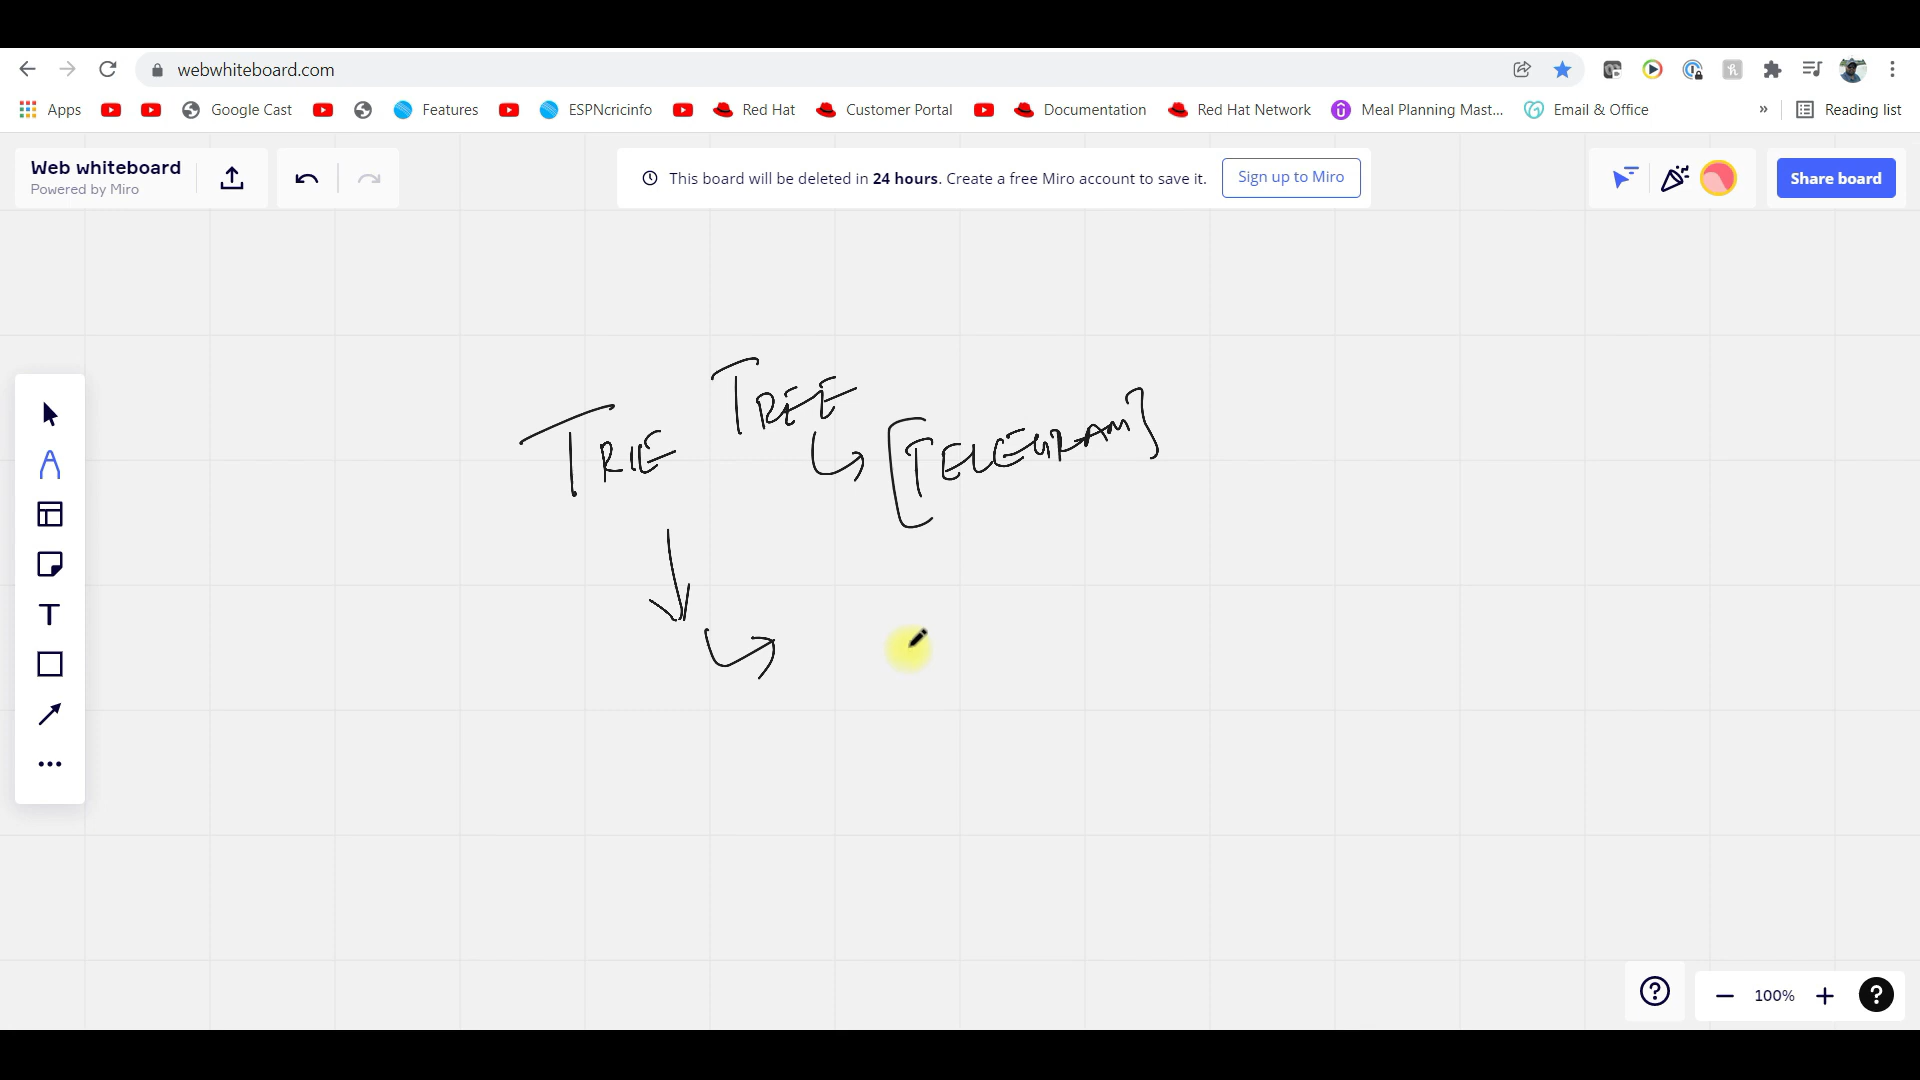 webwhiteboard.com
Apps Google Cast Features ESPNcricinfo Red Hat Customer Portal Documentation Red Hat Network Meal Planning Mast... Email & Office » Reading list
Web whiteboard
Powered by Miro
This board will be deleted in 24 hours. Create a free Miro account to save it. Sign up to Miro
Share board
TREE
TRIE
[TELEGRAM]
T
100%
?